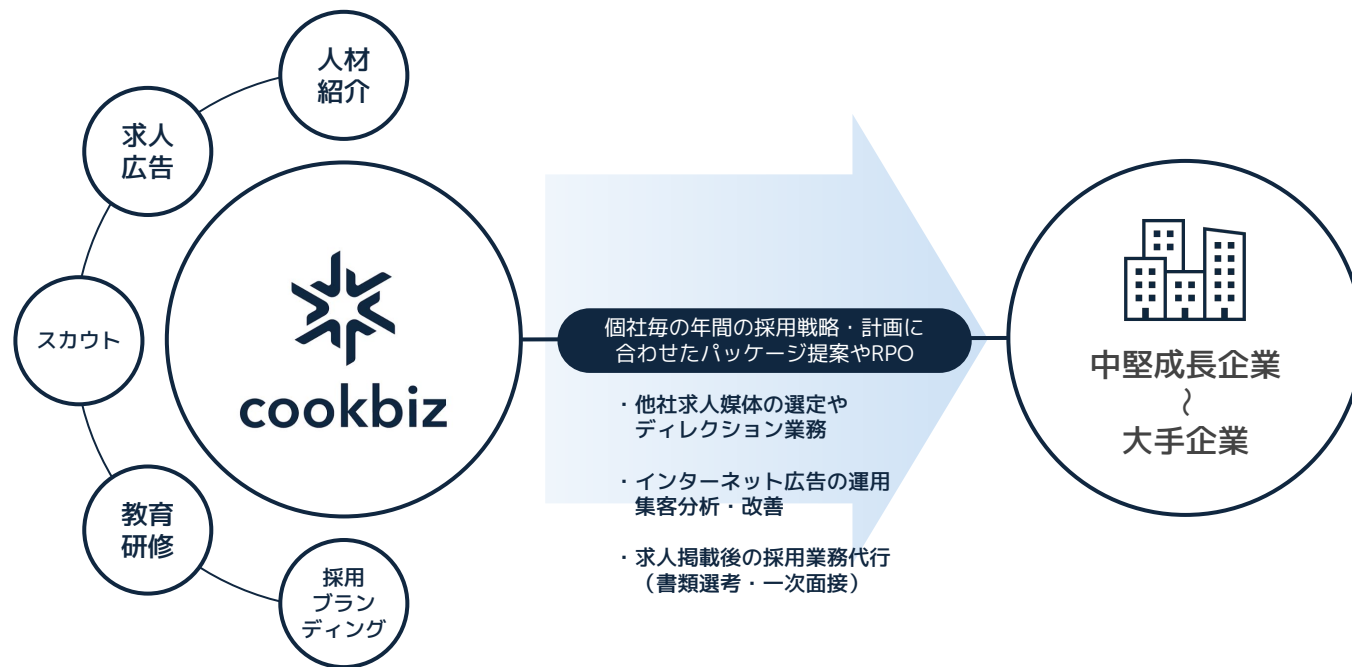 人材
紹介
求人
広告
スカウト
教育
研修
採用
ブラン
ディング
cookbiz
個社毎の年間の採用戦略・計画に
合わせたパッケージ提案やRPO
・他社求人媒体の選定や
ディレクション業務
・インターネット広告の運用
集客分析・改善
・求人掲載後の採用業務代行
（書類選考・一次面接）
中堅成長企業
～
大手企業